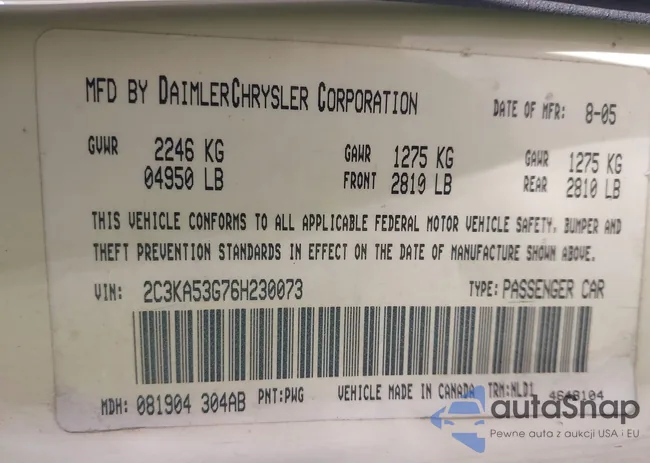 MFD BY DAIMLERCHRYSLER CORPORATION DATE OF MFR: 8-05
GVWR 2246 KG GAWR 1275 KG GAWR 1275 KG
04950 LB FRONT 2810 LB REAR 2810 LB
THIS VEHICLE CONFORMS TO ALL APPLICABLE FEDERAL MOTOR VEHICLE SAFETY, BUMPER AND
THEFT PREVENTION STANDARDS IN EFFECT ON THE DATE OF MANUFACTURE SHOWN ABOVE.
VIN: 2C3KA53G76H230073 TYPE: PASSENGER CAR
MDH: 081904 304AB PNT:PWG VEHICLE MADE IN CANADA TRM:NLD1
autoSnap
Pewne auta z aukcji USA i EU